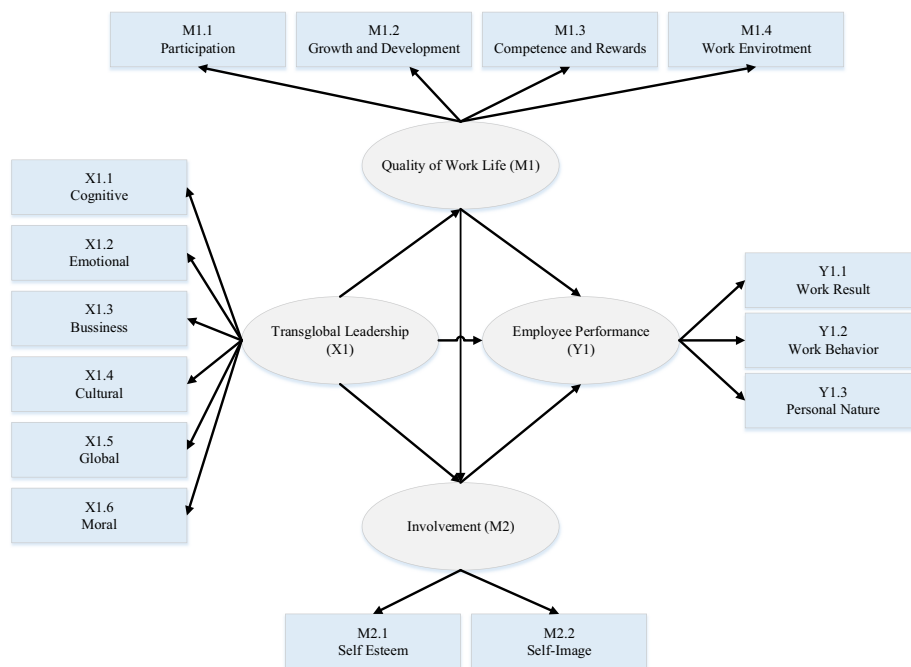 M1.1
Participation
M1.2
Growth and Development
M1.3
Competence and Rewards
M1.4
Work Envirotment
Quality of Work Life (M1)
X1.1
Cognitive
X1.2
Emotional
X1.3
Bussiness
X1.4
Cultural
X1.5
Global
X1.6
Moral
Transglobal Leadership
(X1)
Employee Performance
(Y1)
Y1.1
Work Result
Y1.2
Work Behavior
Y1.3
Personal Nature
Involvement (M2)
M2.1
Self Esteem
M2.2
Self-Image